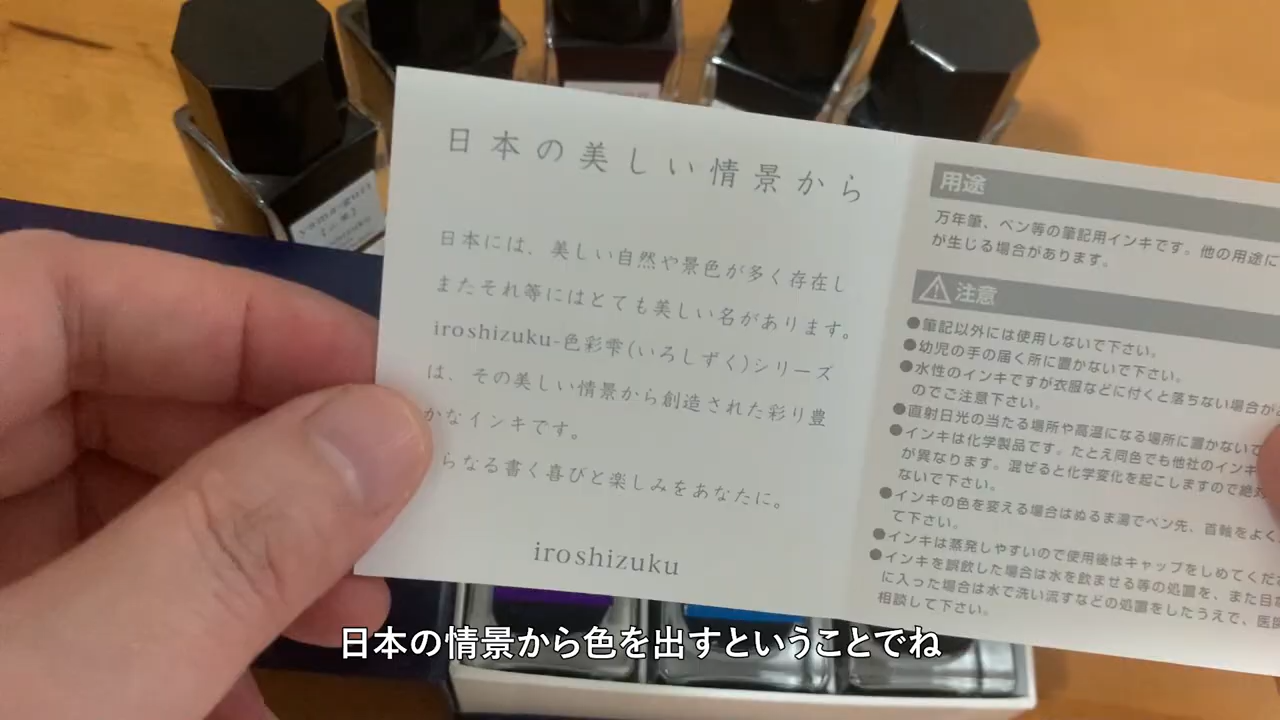 日本の美しい情景から
日本には、美しい自然や景色が多く存在し
またそれ等にはとても美しい名があります。
iroshizuku-色彩雫(いろしずく)シリーズ
は、その美しい情景から創造された彩り豊
かなインキです。
らなる書く喜びと楽しみをあなたに。
iroshizuku
用途
万年筆、ペン等の筆記用インキです。他の用途に
が生じる場合があります。
注意
●筆記以外には使用しないで下さい。
●幼児の手の届く所に置かないで下さい。
●水性のインキですが衣服などに付くと落ちない場合が
のでご注意下さい。
●直射日光の当たる場所や高温になる場所に置かないで
●インキは化学製品です。たとえ同色でも他社のインキ
が異なります。混ぜると化学変化を起こしますので絶対
ないで下さい。
●インキの色を変える場合はぬるま湯でペン先、首軸をよく
て下さい。
●インキは蒸発しやすいので使用後はキャップをしめてくだ
●インキを誤飲した場合は水を飲ませる等の処置を、また目
に入った場合は水で洗い流すなどの処置をしたうえで、医
相談して下さい。
yama-guri
日本の情景から色を出すということでね